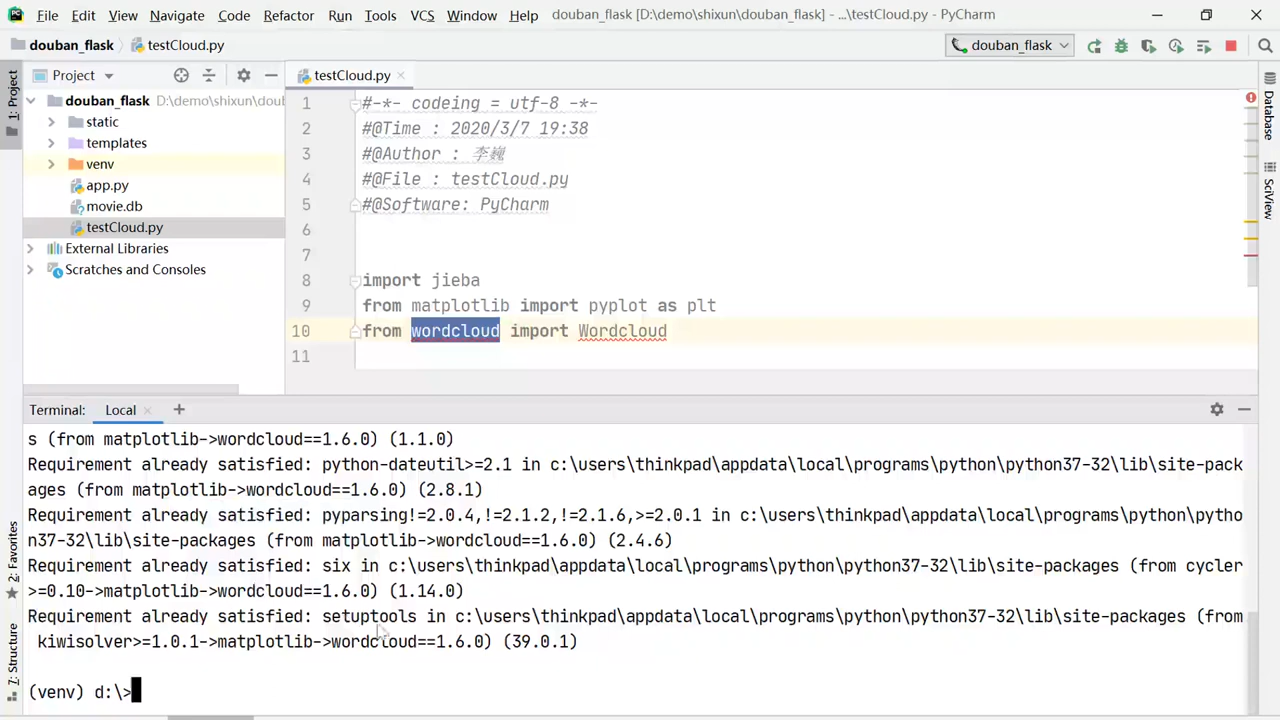 File Edit View Navigate Code Refactor Run Tools VCS Window Help douban_flask [D:\demo\shixun\douban_flask] - ...\testCloud.py - PyCharm
douban_flask testCloud.py douban_flask
1: Project
Project
testCloud.py
douban_flask D:\demo\shixun\doub
static
templates
venv
app.py
movie.db
testCloud.py
External Libraries
Scratches and Consoles
1 #-*- codeing = utf-8 -*-
2 #@Time : 2020/3/7 19:38
3 #@Author : 李巍
4 #@File : testCloud.py
5 #@Software: PyCharm
6
7
8 import jieba
9 from matplotlib import pyplot as plt
10 from wordcloud import Wordcloud
11
Database
SciView
Terminal: Local
s (from matplotlib->wordcloud==1.6.0) (1.1.0)
Requirement already satisfied: python-dateutil>=2.1 in c:\users\thinkpad\appdata\local\programs\python\python37-32\lib\site-pack
ages (from matplotlib->wordcloud==1.6.0) (2.8.1)
Requirement already satisfied: pyparsing!=2.0.4,!=2.1.2,!=2.1.6,>=2.0.1 in c:\users\thinkpad\appdata\local\programs\python\pytho
n37-32\lib\site-packages (from matplotlib->wordcloud==1.6.0) (2.4.6)
Requirement already satisfied: six in c:\users\thinkpad\appdata\local\programs\python\python37-32\lib\site-packages (from cycler
>=0.10->matplotlib->wordcloud==1.6.0) (1.14.0)
Requirement already satisfied: setuptools in c:\users\thinkpad\appdata\local\programs\python\python37-32\lib\site-packages (from
kiwisolver>=1.0.1->matplotlib->wordcloud==1.6.0) (39.0.1)
(venv) d:\>
2: Favorites
7: Structure